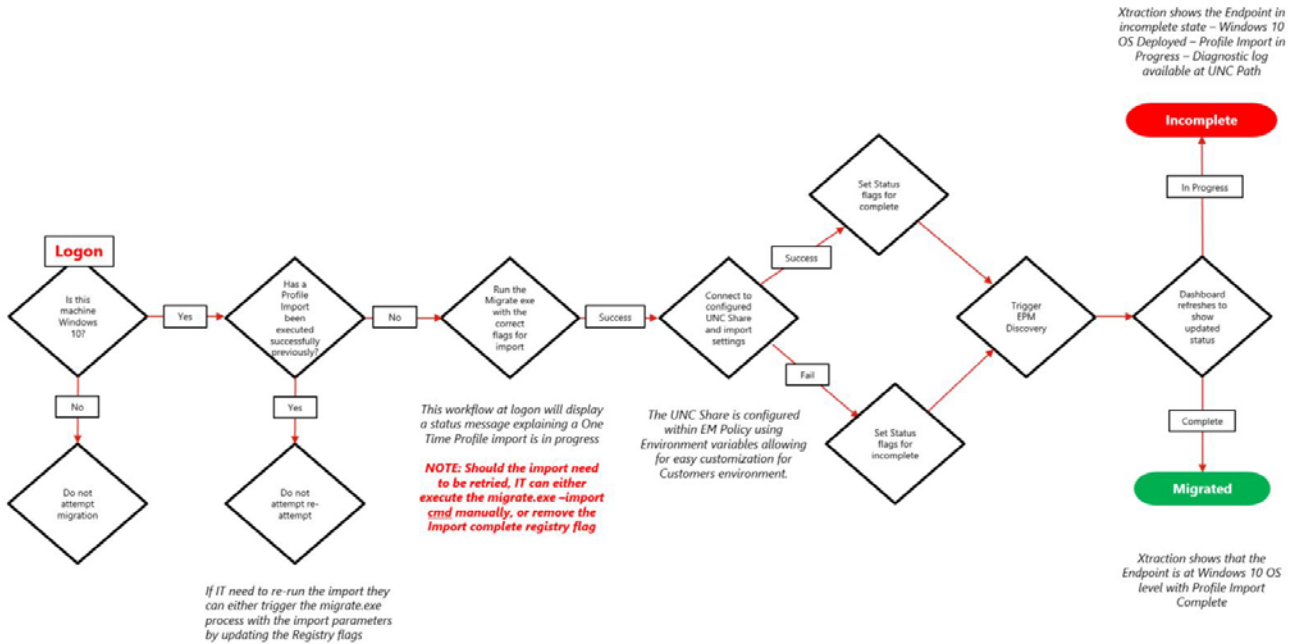 Xtraction shows the Endpoint in
incomplete state – Windows 10
OS Deployed – Profile Import in
Progress – Diagnostic log
available at UNC Path
Incomplete
In Progress
Set Status
flags for
complete
Logon
Is this
machine
Windows
10?
Yes
Has a
Profile
Import
been
executed
successfully
previously?
No
Run the
Migrate exe
with the
correct
flags for
import
Success
Connect to
configured
UNC Share
and import
settings
Success
Fail
Trigger
EPM
Discovery
Dashboard
refreshes to
show
updated
status
No
Yes
Complete
Do not
attempt
migration
Do not
attempt re-
attempt
This workflow at logon will display
a status message explaining a One
Time Profile import is in progress
NOTE: Should the import need
to be retried, IT can either
execute the migrate.exe –import
cmd manually, or remove the
Import complete registry flag
The UNC Share is configured
within EM Policy using
Environment variables allowing
for easy customization for
Customers environment.
Set Status
flags for
incomplete
Migrated
Xtraction shows that the
Endpoint is at Windows 10 OS
level with Profile Import
Complete
If IT need to re-run the import they
can either trigger the migrate.exe
process with the import parameters
by updating the Registry flags